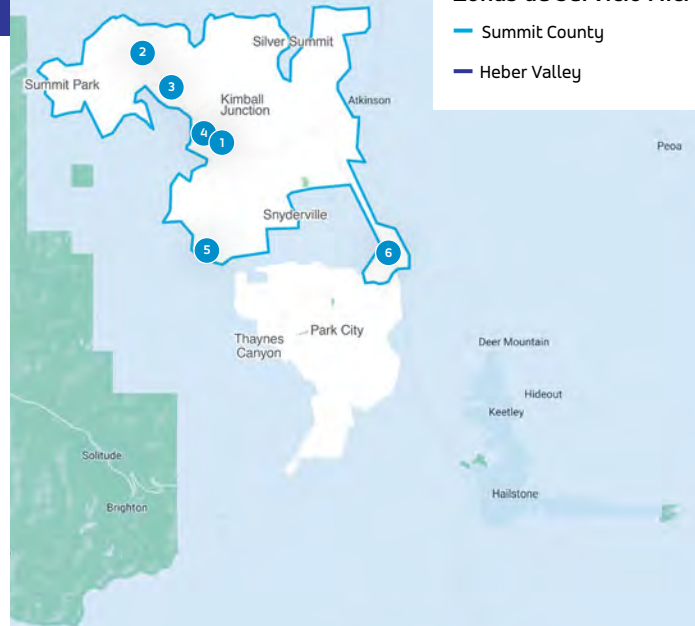 Summit County
Heber Valley
Silver Summit
2
Summit Park
3
Kimball
Junction
Atkinson
4
1
Peoa
Snyderville
5
6
Thaynes
Canyon
Park City
Deer Mountain
Hideout
Keetley
Solitude
Hailstone
Brighton